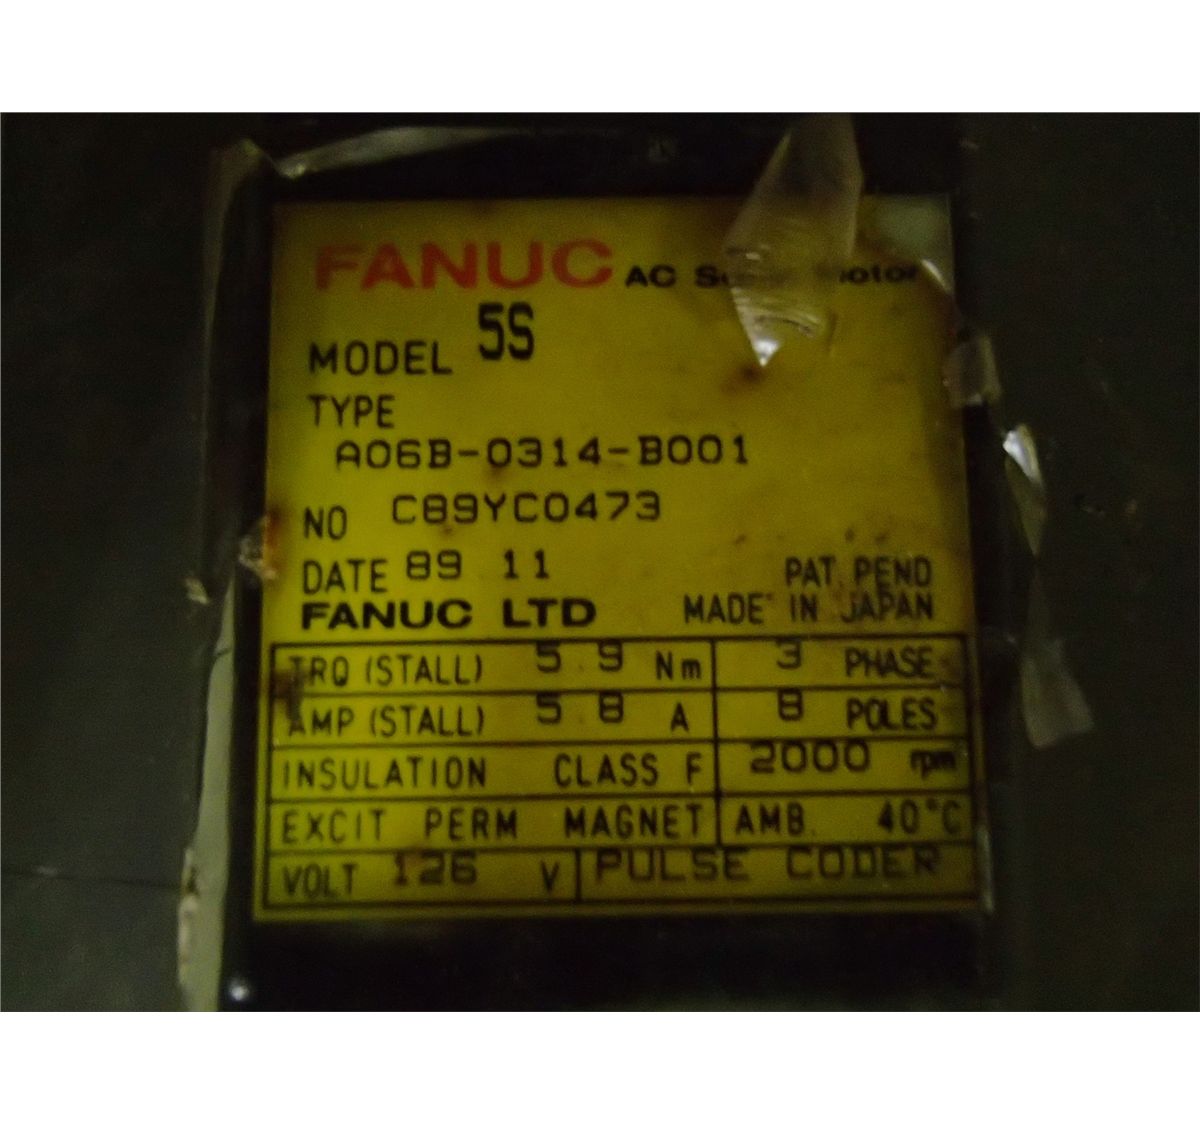 FANUC AC Servo Motor
MODEL 5S
TYPE
A06B-0314-B001
NO C89YC0473
DATE 89 11 PAT. PEND
FANUC LTD MADE IN JAPAN
TRQ (STALL) 5.9 Nm 3 PHASE
AMP (STALL) 5.8 A 8 POLES
INSULATION CLASS F 2000 rpm
EXCIT PERM MAGNET AMB. 40°C
VOLT 126 V PULSE CODER